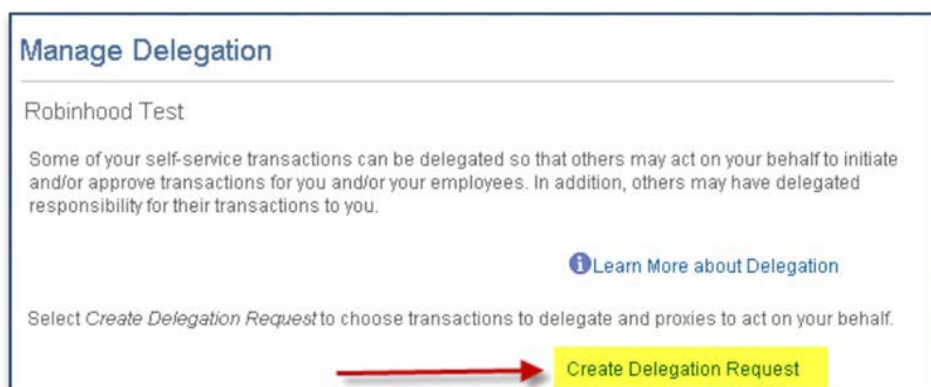 Manage Delegation
Robinhood Test
Some of your self-service transactions can be delegated so that others may act on your behalf to initiate
and/or approve transactions for you and/or your employees. In addition, others may have delegated
responsibility for their transactions to you.
Learn More about Delegation
Select Create Delegation Request to choose transactions to delegate and proxies to act on your behalf.
Create Delegation Request